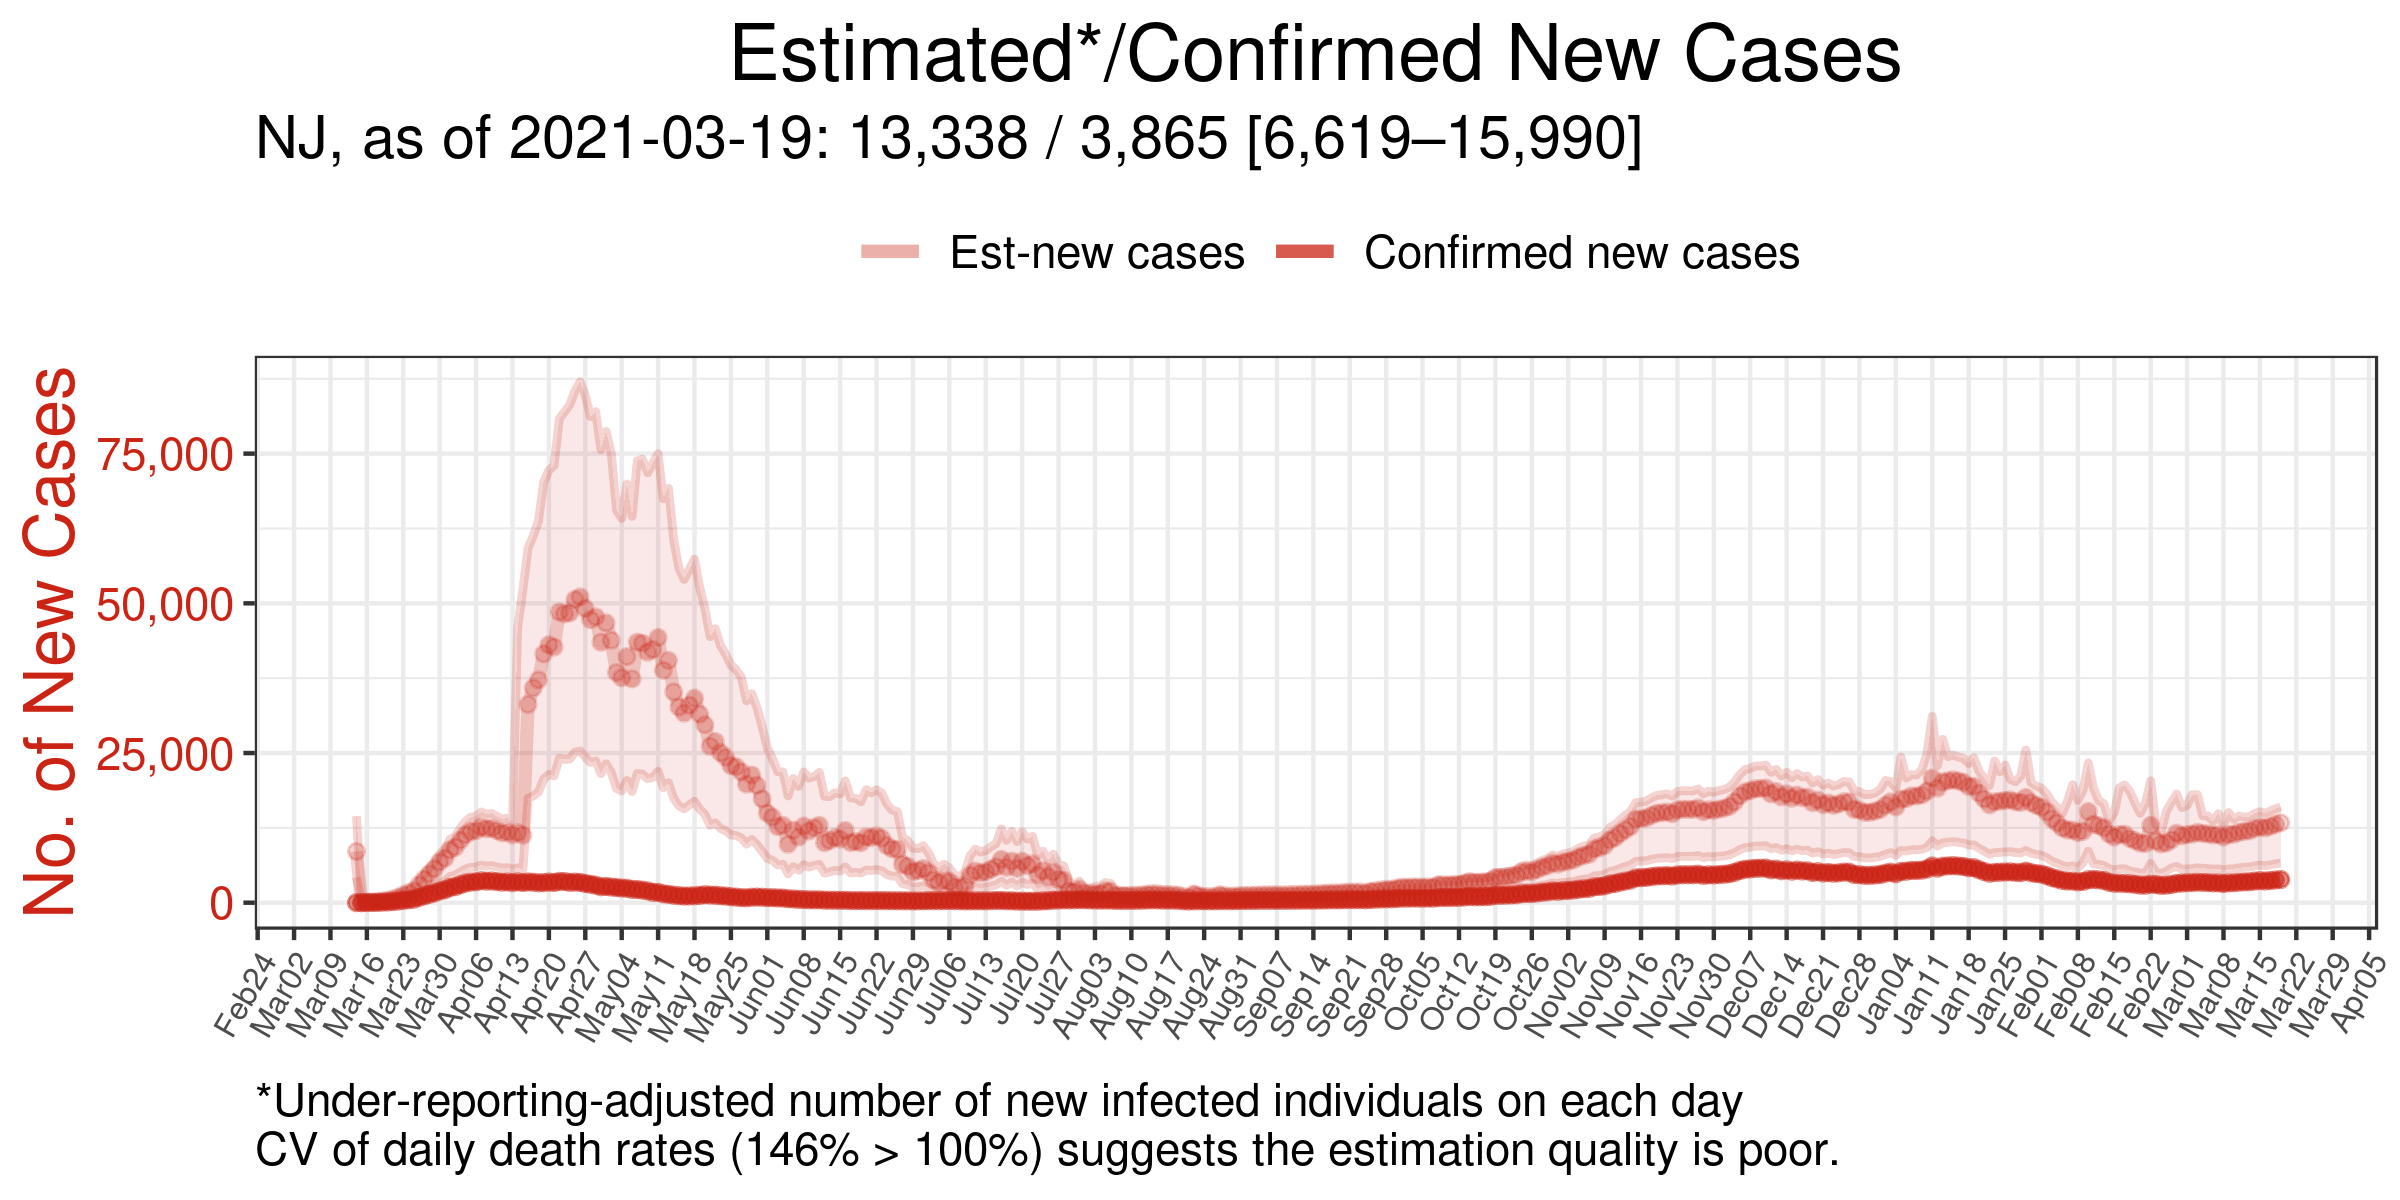 Estimated*/Confirmed New Cases
NJ, as of 2021-03-19: 13,338 / 3,865 [6,619–15,990]
Est-new cases Confirmed new cases
No. of New Cases
75,000
50,000
25,000
0
Feb24 Mar02 Mar09 Mar16 Mar23 Mar30 Apr06 Apr13 Apr20 Apr27 May04 May11 May18 May25 Jun01 Jun08 Jun15 Jun22 Jun29 Jul06 Jul13 Jul20 Jul27 Aug03 Aug10 Aug17 Aug24 Aug31 Sep07 Sep14 Sep21 Sep28 Oct05 Oct12 Oct19 Oct26 Nov02 Nov09 Nov16 Nov23 Nov30 Dec07 Dec14 Dec21 Dec28 Jan04 Jan11 Jan18 Jan25 Feb01 Feb08 Feb15 Feb22 Mar01 Mar08 Mar15 Mar22 Mar29 Apr05
*Under-reporting-adjusted number of new infected individuals on each day
CV of daily death rates (146% > 100%) suggests the estimation quality is poor.